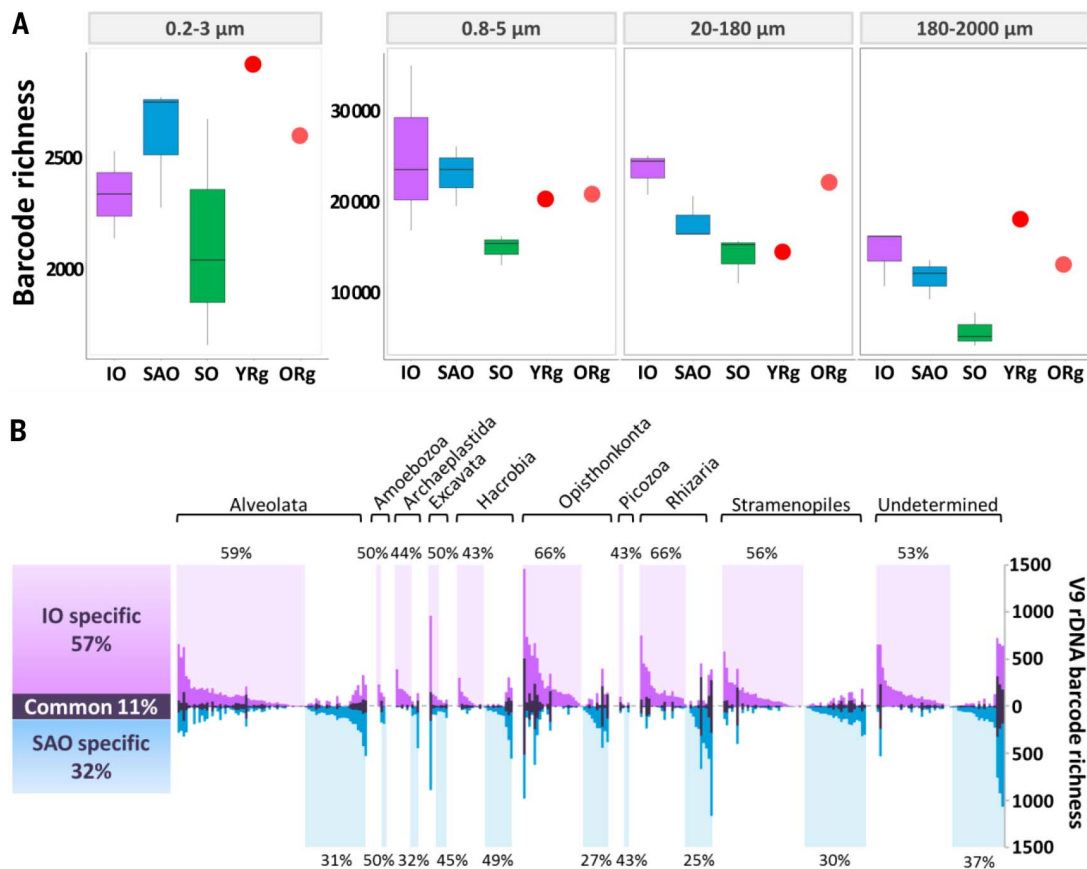 A
0.2-3 µm 0.8-5 µm 20-180 µm 180-2000 µm
Barcode richness
2500
2000
30000
20000
10000
IO SAO SO YRg ORg IO SAO SO YRg ORg IO SAO SO YRg ORg IO SAO SO YRg ORg
B
Alveolata Amoebozoa Archaeplastida Excavata Hacrobia Opisthonkonta Picozoa Rhizaria Stramenopiles Undetermined
59% 50% 44% 50% 43% 66% 43% 66% 56% 53%
IO specific
57%
Common 11%
SAO specific
32%
1500
1000
500
0
500
1000
1500
V9 rDNA barcode richness
31% 50% 32% 45% 49% 27% 43% 25% 30% 37%